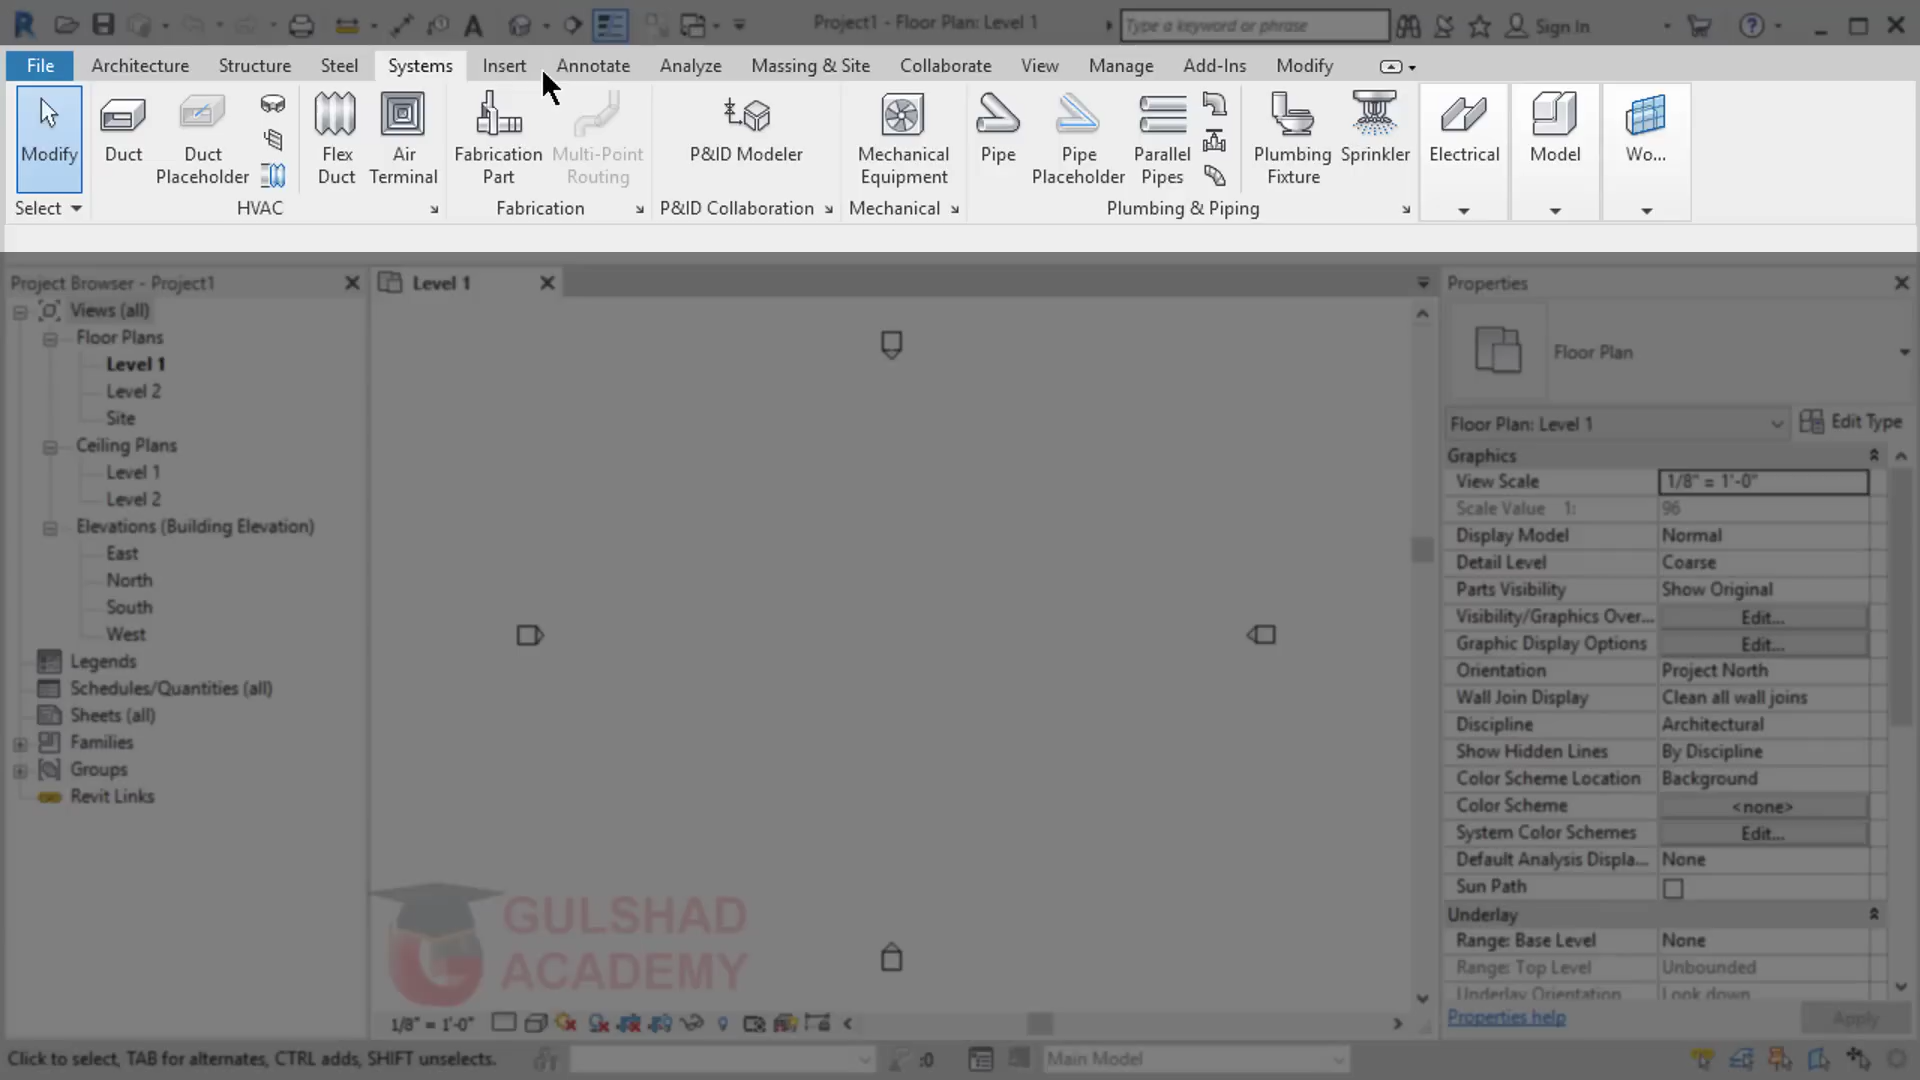 Project1 - Floor Plan: Level 1
Type a keyword or phrase
Sign In
File Architecture Structure Steel Systems Insert Annotate Analyze Massing & Site Collaborate View Manage Add-Ins Modify
Modify
Duct
Duct Placeholder
Flex Duct
Air Terminal
Fabrication Part
Multi-Point Routing
P&ID Modeler
Mechanical Equipment
Pipe
Pipe Placeholder
Parallel Pipes
Plumbing Fixture
Sprinkler
Electrical
Model
Wo...
Select HVAC Fabrication P&ID Collaboration Mechanical Plumbing & Piping
Project Browser - Project1
Views (all)
Floor Plans
Level 1
Level 2
Site
Ceiling Plans
Level 1
Level 2
Elevations (Building Elevation)
East
North
South
West
Legends
Schedules/Quantities (all)
Sheets (all)
Families
Groups
Revit Links
Level 1
GULSHAD
ACADEMY
1/8" = 1'-0"
Properties
Floor Plan
Floor Plan: Level 1 Edit Type
Graphics
View Scale 1/8" = 1'-0"
Scale Value 1: 96
Display Model Normal
Detail Level Coarse
Parts Visibility Show Original
Visibility/Graphics Over... Edit...
Graphic Display Options Edit...
Orientation Project North
Wall Join Display Clean all wall joins
Discipline Architectural
Show Hidden Lines By Discipline
Color Scheme Location Background
Color Scheme <none>
System Color Schemes Edit...
Default Analysis Displa... None
Sun Path
Underlay
Range: Base Level None
Range: Top Level Unbounded
Underlay Orientation Look down
Properties help Apply
Click to select, TAB for alternates, CTRL adds, SHIFT unselects.
:0
Main Model